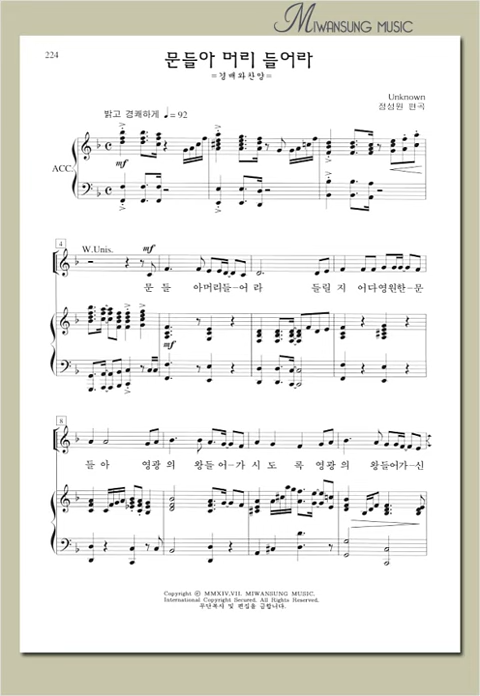 MIWANSUNG MUSIC
224
문들아 머리 들어라
=경배와찬양=
Unknown
정성원 편곡
밝고 경쾌하게 ♩= 92
ACC.
mf
4
W.Unis.
mf
문 들 아머리들-어 라 들릴 지 어다영원한-문
mf
8
들아 영광의 왕들어-가시도 록 영광의 왕들어가-신
Copyright ⓒ MMXIV.VII. MIWANSUNG MUSIC.
International Copyright Secured. All Rights Reserved.
무단복지 및 편집을 금합니다.